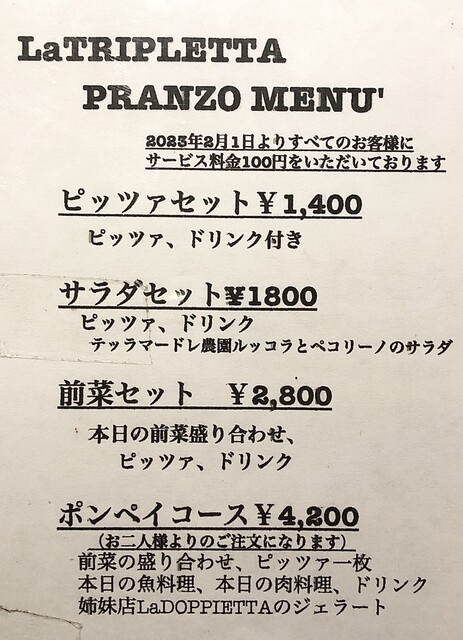 LaTRIPLETTA
PRANZO MENU'
2023年2月1日よりすべてのお客様に
サービス料金100円をいただいております
ピッツァセット￥1,400
ピッツァ、ドリンク付き
サラダセット¥1800
ピッツァ、ドリンク
テッラマードレ農園ルッコラとペコリーノのサラダ
前菜セット ￥2,800
本日の前菜盛り合わせ、
ピッツァ、ドリンク
ポンペイコース￥4,200
（お二人様よりのご注文になります）
前菜の盛り合わせ、ピッツァ一枚
本日の魚料理、本日の肉料理、ドリンク
姉妹店LaDOPPIETTAのジェラート